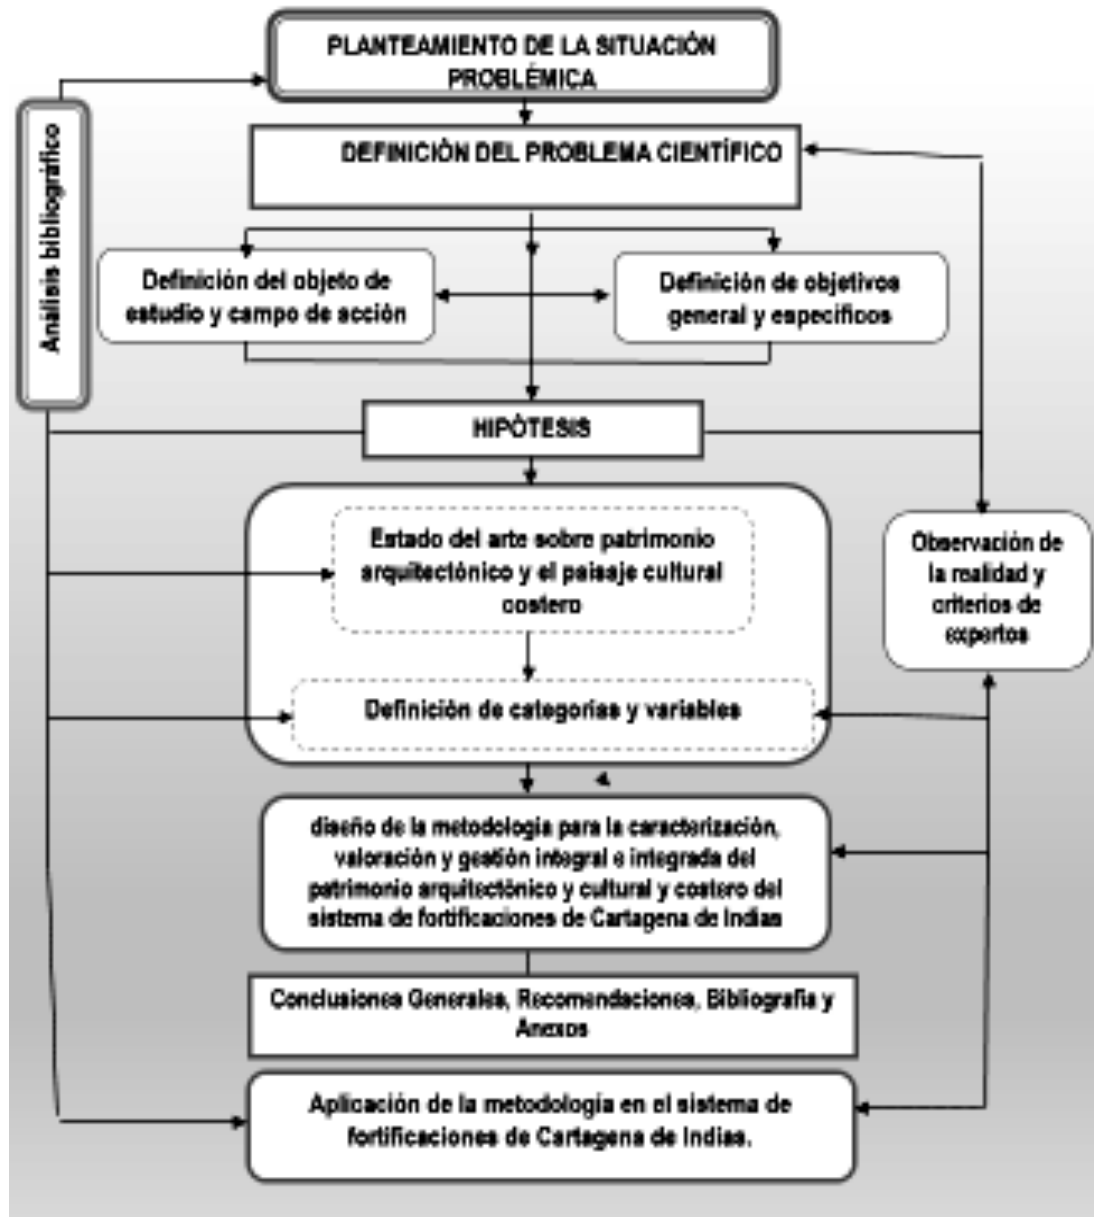 PLANTEAMIENTO DE LA SITUACIÓN
PROBLÉMICA
Análisis bibliográfico
DEFINICIÓN DEL PROBLEMA CIENTÍFICO
Definición del objeto de
estudio y campo de acción
Definición de objetivos
general y específicos
HIPÓTESIS
Estado del arte sobre patrimonio
arquitectónico y el paisaje cultural
costero
Observación de
la realidad y
criterios de
expertos
Definición de categorías y variables
diseño de la metodología para la caracterización,
valoración y gestión integral e integrada del
patrimonio arquitectónico y cultural y costero del
sistema de fortificaciones de Cartagena de Indias
Conclusiones Generales, Recomendaciones, Bibliografía y
Anexos
Aplicación de la metodología en el sistema de
fortificaciones de Cartagena de Indias.